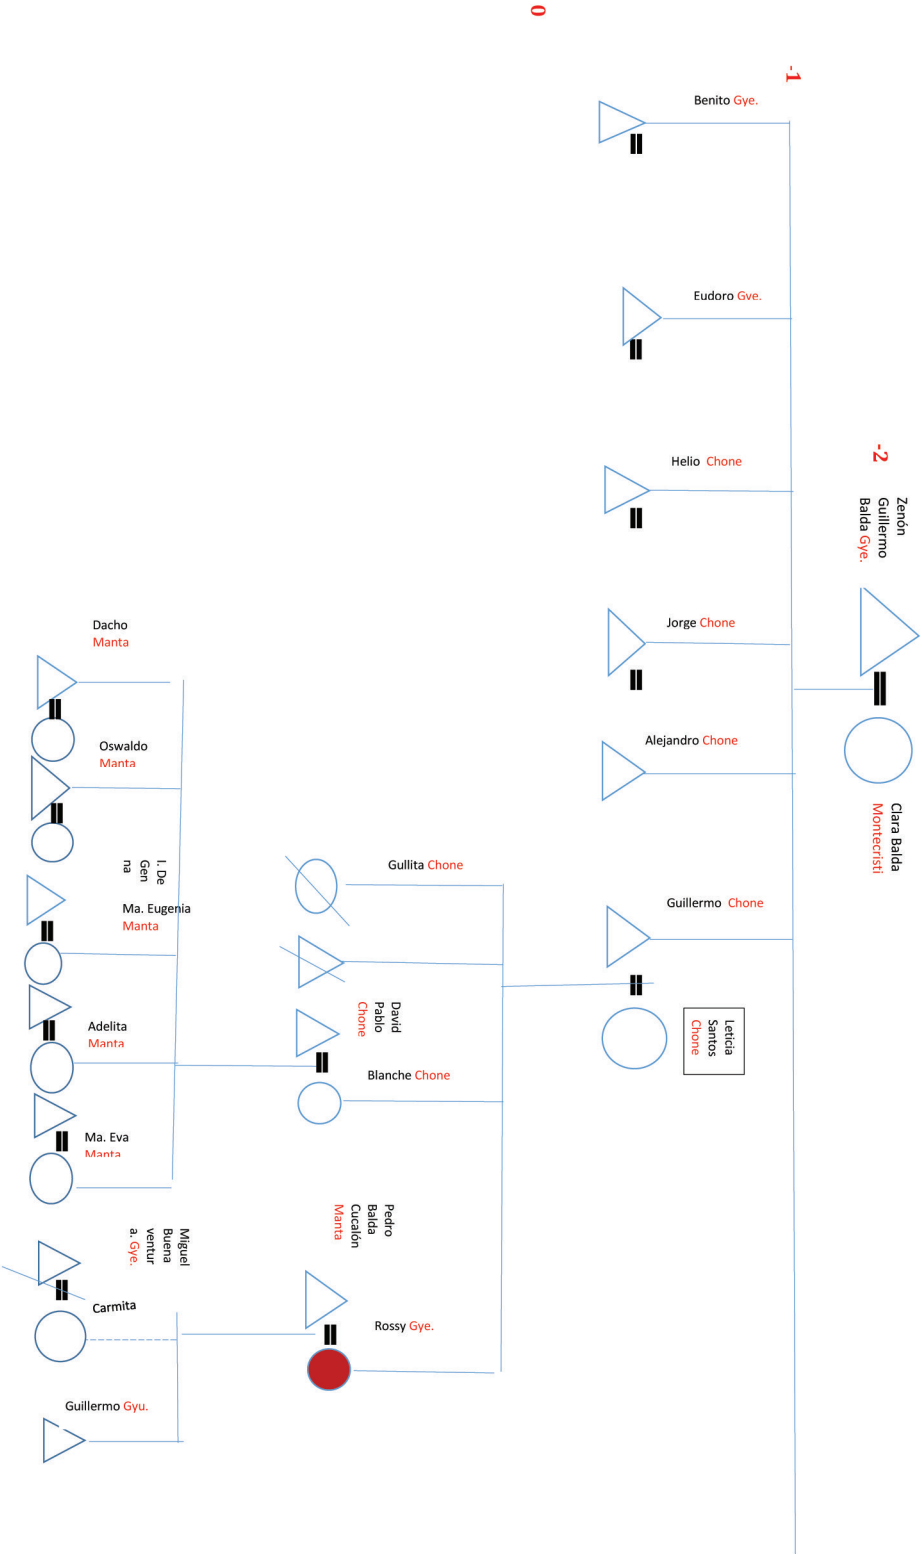 0
-1
Benito Gye.
Eudoro Gye.
-2
Helio Chone
Zenón
Guillermo
Balda Gye.
Jorge Chone
Dacho
Manta
Alejandro Chone
Oswaldo
Manta
Clara Balda
Montecristi
I. De
Gen
na
Gullita Chone
Guillermo Chone
Ma. Eugenia
Manta
David
Pablo
Chone
Leticia
Santos
Chone
Adelita
Manta
Blanche Chone
Ma. Eva
Manta
Pedro
Balda
Cucalón
Manta
Miguel
Buena
ventur
a. Gye.
Carmita
Rossy Gye.
Guillermo Gyu.